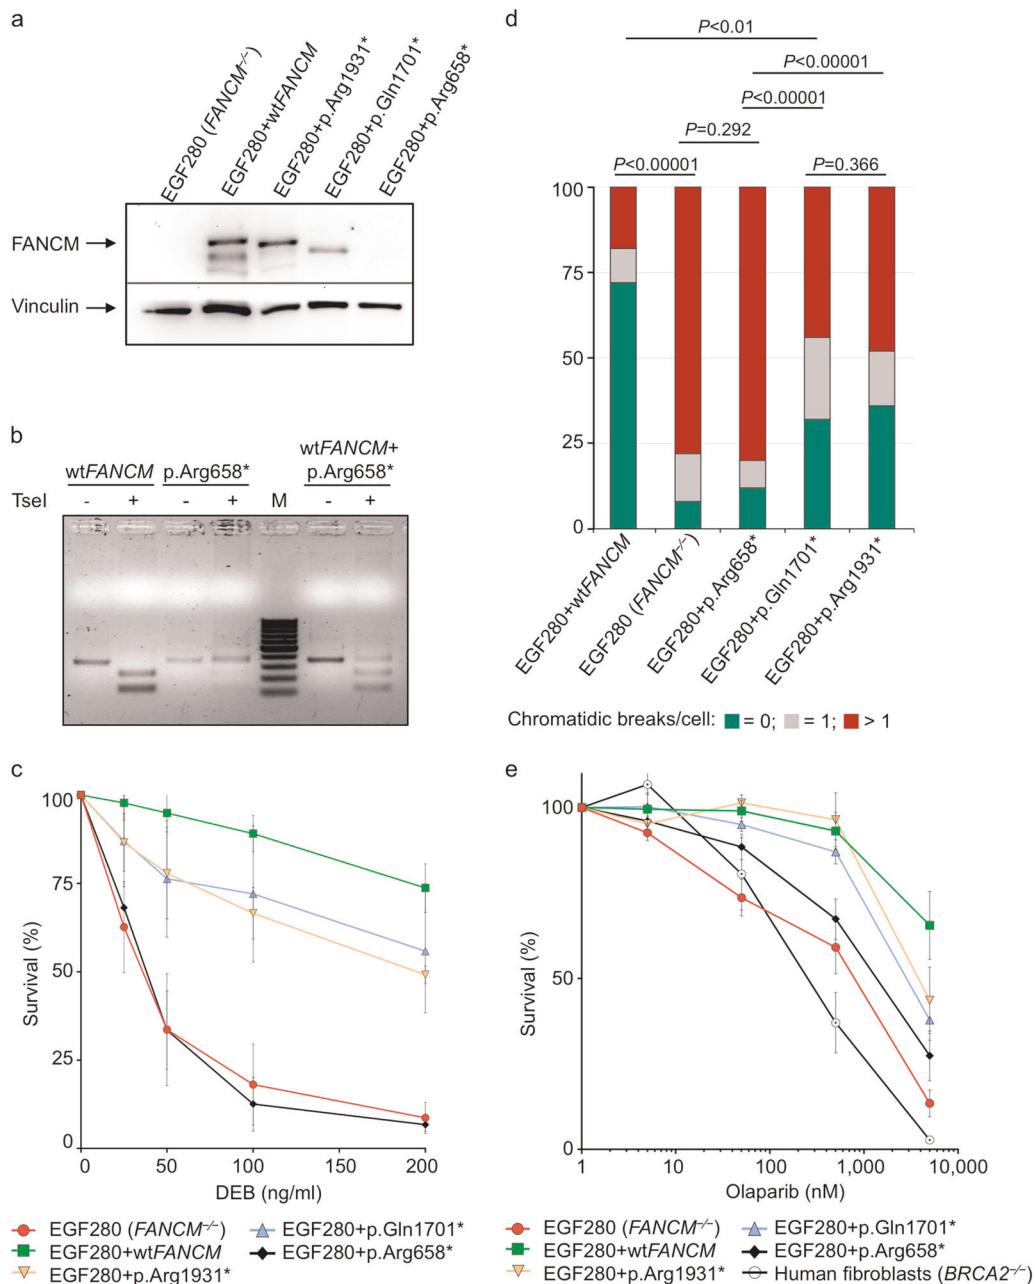 a
EGF280 (FANCM-/-)
EGF280+wtFANCM
EGF280+p.Arg1931*
EGF280+p.Gln1701*
EGF280+p.Arg658*
FANCM
Vinculin
b
wtFANCM p.Arg658* wtFANCM+
p.Arg658*
TseI - + - + M - +
c
100
75
50
25
0
Survival (%)
0 50 100 150 200
DEB (ng/ml)
EGF280 (FANCM-/-)
EGF280+wtFANCM
EGF280+p.Arg1931*
EGF280+p.Gln1701*
EGF280+p.Arg658*
d
P<0.01
P<0.00001
P<0.00001
P=0.292
P<0.00001 P=0.366
100
75
50
25
0
EGF280+wtFANCM
EGF280 (FANCM-/-)
EGF280+p.Arg658*
EGF280+p.Gln1701*
EGF280+p.Arg1931*
Chromatidic breaks/cell: = 0; = 1; > 1
e
100
75
50
25
0
Survival (%)
1 10 100 1,000 10,000
Olaparib (nM)
EGF280 (FANCM-/-)
EGF280+wtFANCM
EGF280+p.Arg1931*
EGF280+p.Gln1701*
EGF280+p.Arg658*
Human fibroblasts (BRCA2-/-)